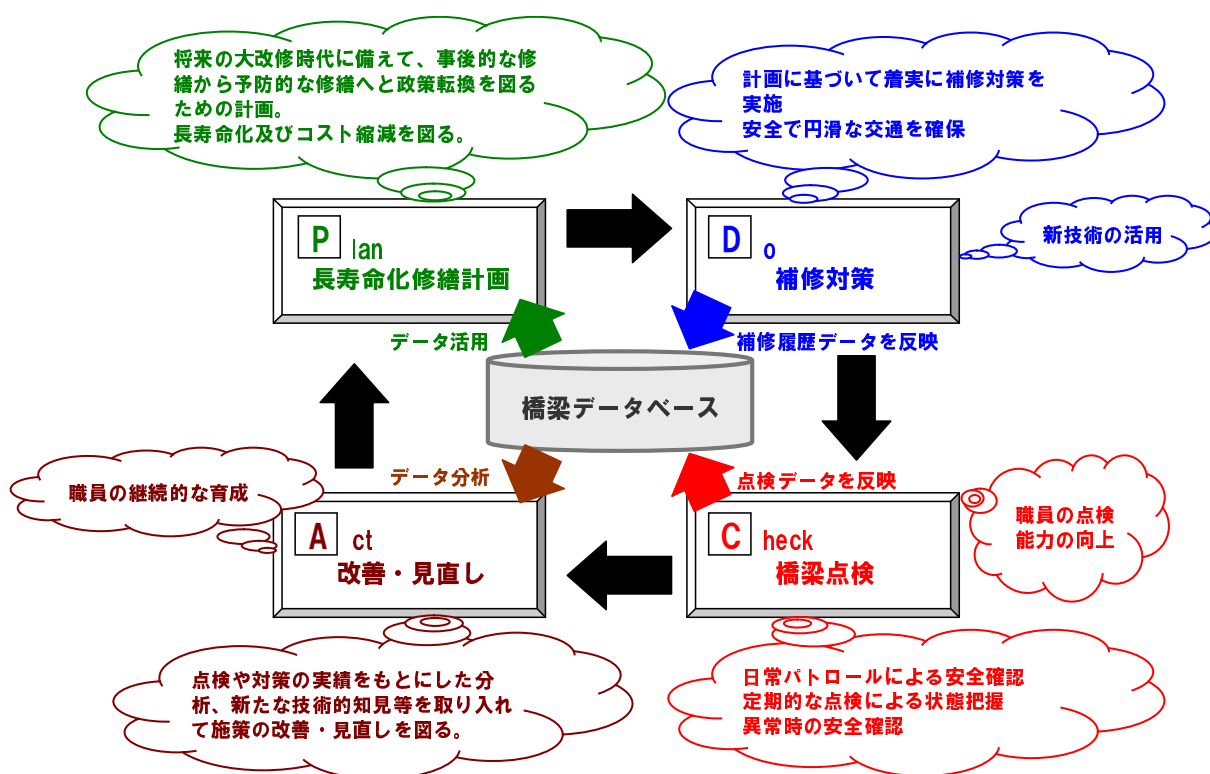 将来の大改修時代に備えて、事後的な修
繕から予防的な修繕へと政策転換を図る
ための計画。
長寿命化及びコスト縮減を図る。
計画に基づいて着実に補修対策を
実施
安全で円滑な交通を確保
新技術の活用
Plan
長寿命化修繕計画
Do
補修対策
データ活用
補修履歴データを反映
橋梁データベース
データ分析
点検データを反映
職員の継続的な育成
職員の点検
能力の向上
Act
改善・見直し
Check
橋梁点検
点検や対策の実績をもとにした分
析、新たな技術的知見等を取り入れ
て施策の改善・見直しを図る。
日常パトロールによる安全確認
定期的な点検による状態把握
異常時の安全確認